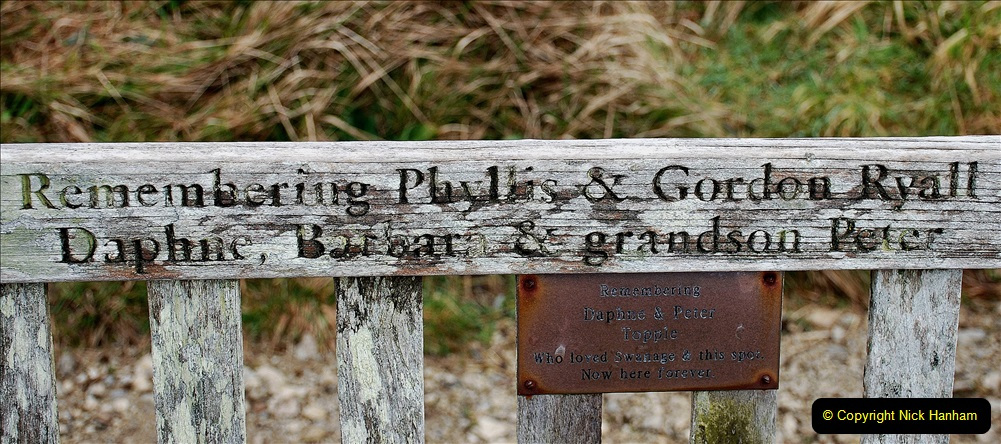 Remembering Phyllis & Gordon Ryall
Daphne, Barbara & grandson Peter
Remembering
Daphne & Peter
Topple
Who loved Swanage & this spot.
Now here forever.
© Copyright Nick Hanham